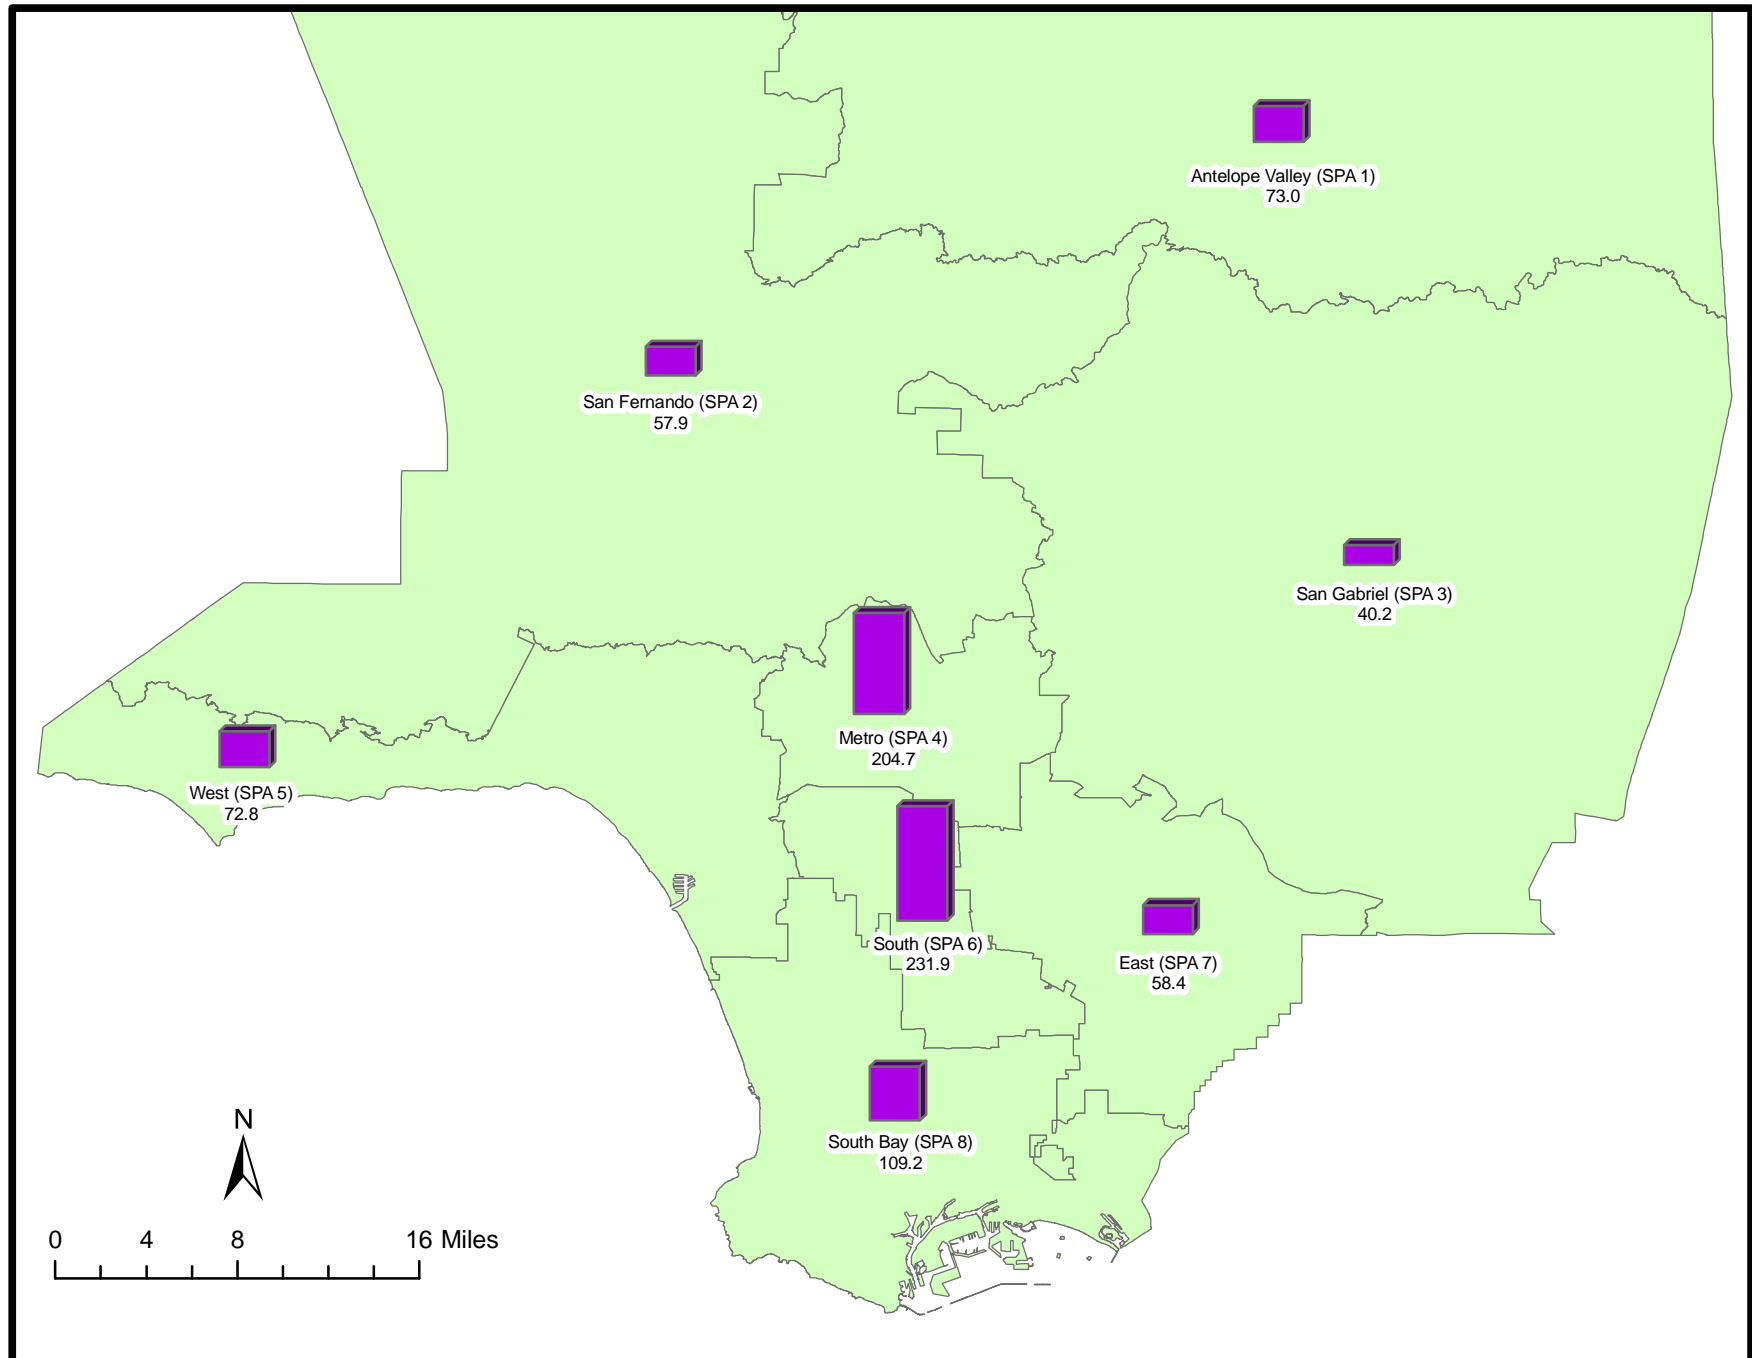 Antelope Valley (SPA 1)
73.0
San Fernando (SPA 2)
57.9
San Gabriel (SPA 3)
40.2
Metro (SPA 4)
204.7
West (SPA 5)
72.8
South (SPA 6)
231.9
East (SPA 7)
58.4
South Bay (SPA 8)
109.2
N
0 4 8 16 Miles